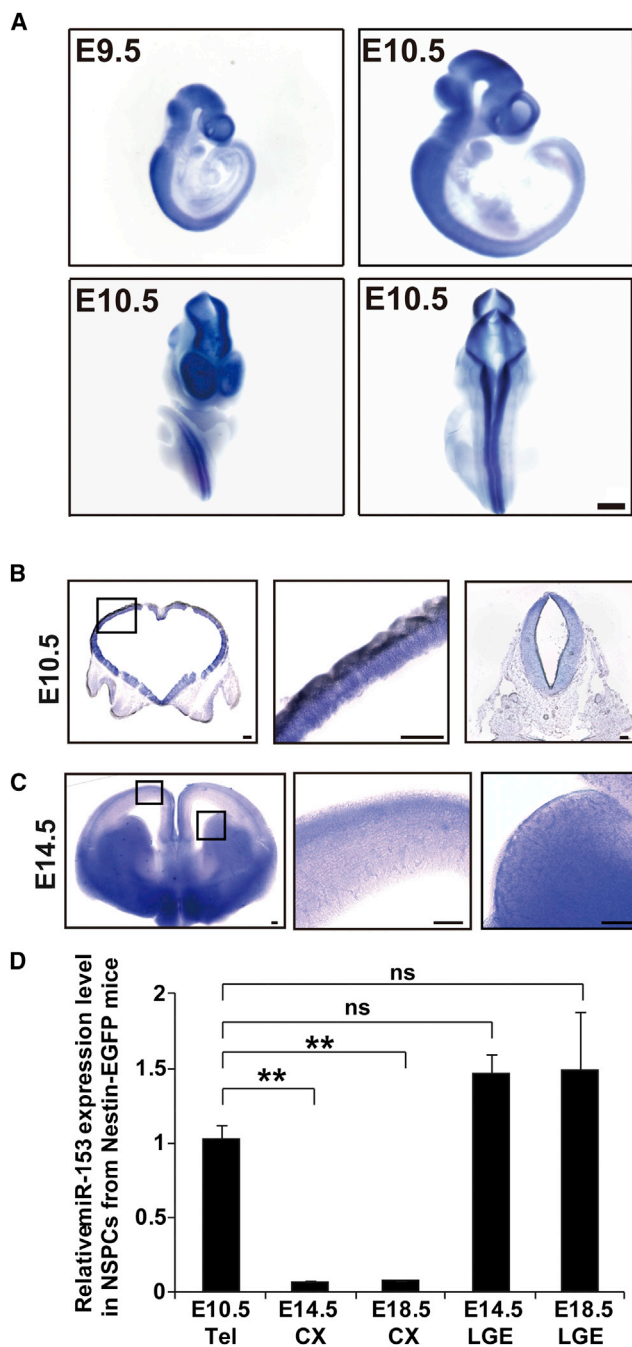 A
E9.5
E10.5
E10.5
E10.5
B
E10.5
C
E14.5
D
ns
ns
**
**
RelativemiR-153 expression level
in NSPCs from Nestin-EGFP mice
2
1.5
1
0.5
0
E10.5 E14.5 E18.5 E14.5 E18.5
Tel CX CX LGE LGE